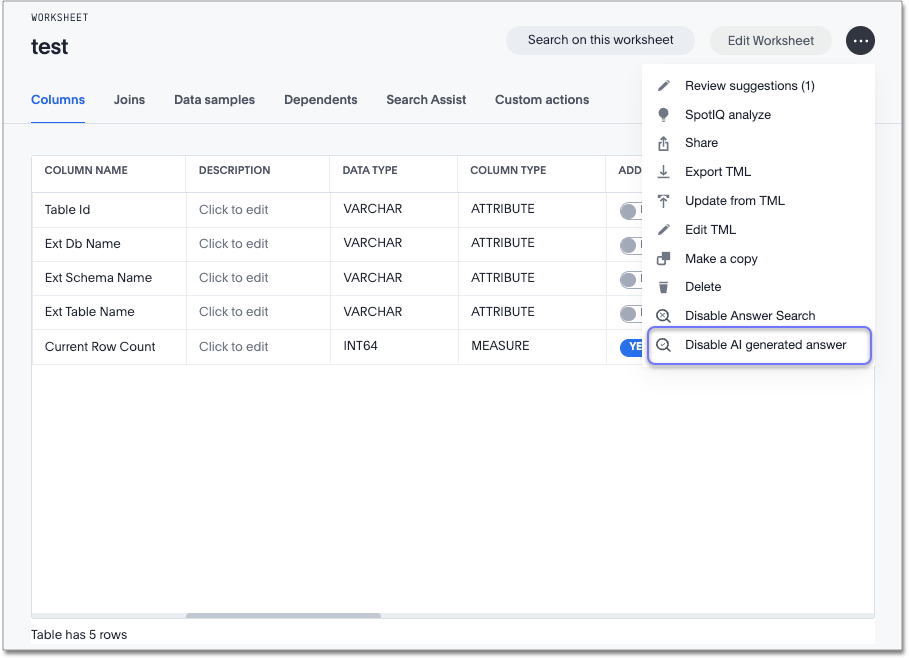 WORKSHEET
test
Search on this worksheet Edit Worksheet
Columns Joins Data samples Dependents Search Assist Custom actions
Review suggestions (1)
SpotIQ analyze
Share
Export TML
Update from TML
Edit TML
Make a copy
Delete
Disable Answer Search
Disable AI generated answer
COLUMN NAME DESCRIPTION DATA TYPE COLUMN TYPE ADD
Table Id Click to edit VARCHAR ATTRIBUTE
Ext Db Name Click to edit VARCHAR ATTRIBUTE
Ext Schema Name Click to edit VARCHAR ATTRIBUTE
Ext Table Name Click to edit VARCHAR ATTRIBUTE
Current Row Count Click to edit INT64 MEASURE YE
Table has 5 rows